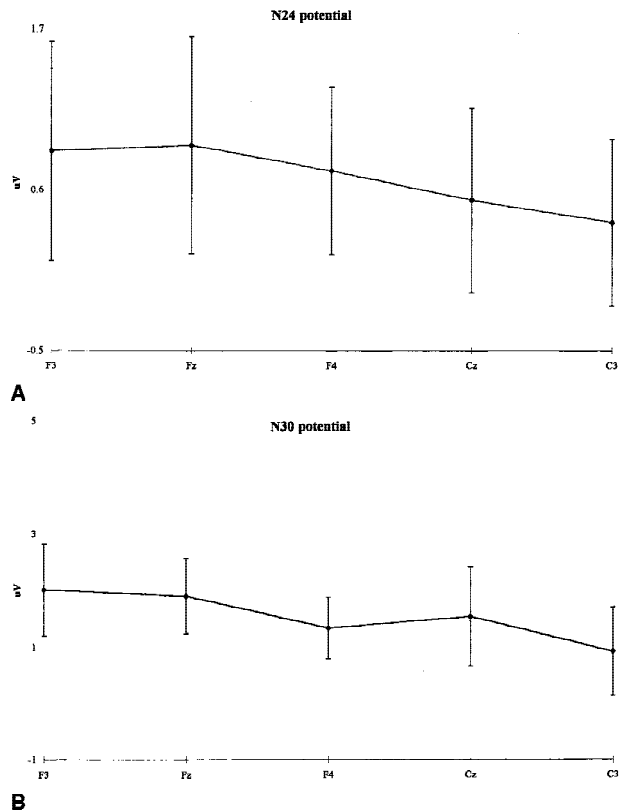 N24 potential
1.7
uV
0.6
-0.5
F3 Fz F4 Cz C3
A
5
N30 potential
3
uV
1
-1
F3 Fz F4 Cz C3
B